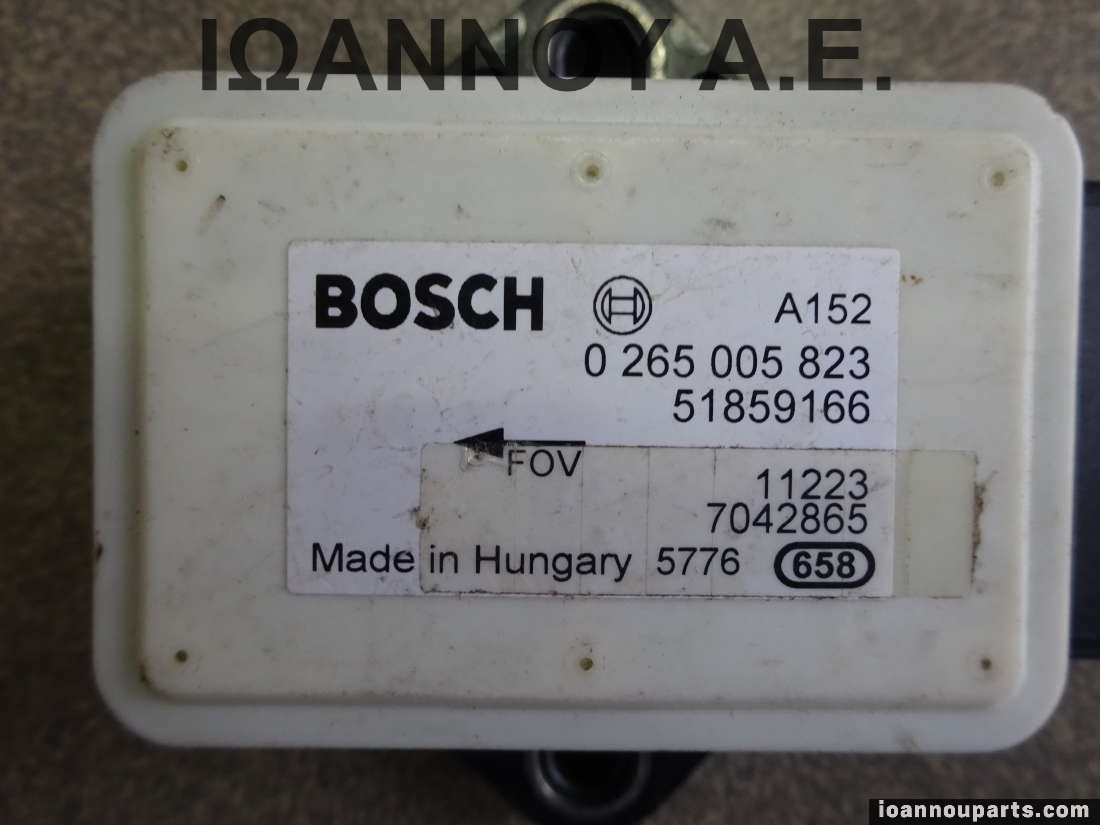 ΙΩΑΝΝΟΥ Α.Ε.
BOSCH A152
0 265 005 823
51859166
FOV
11223
7042865
Made in Hungary 5776 658
ioannouparts.com